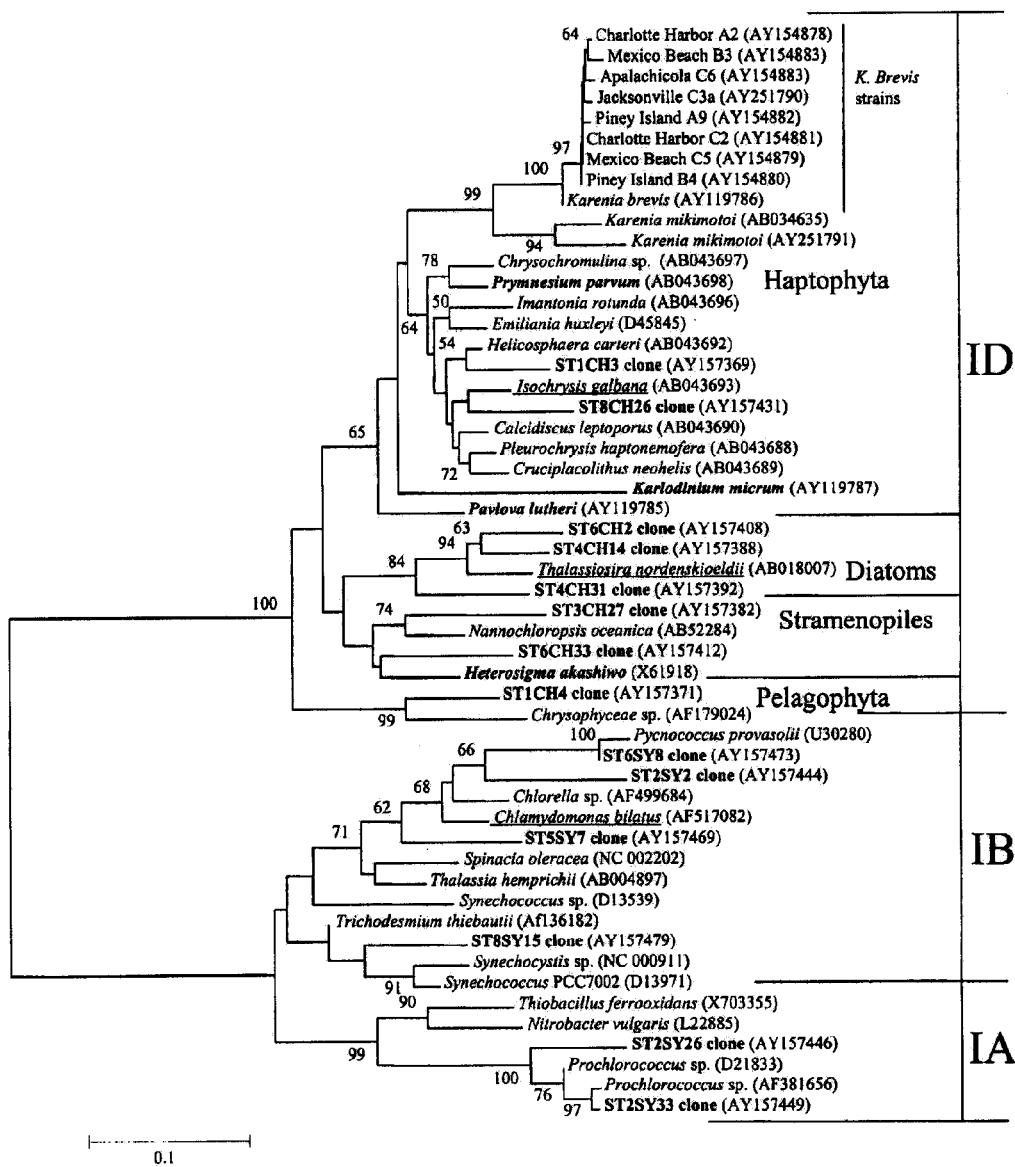 64
Charlotte Harbor A2 (AY154878)
Mexico Beach B3 (AY154883)
Apalachicola C6 (AY154883)
K. Brevis
Jacksonville C3a (AY251790)
strains
Piney Island A9 (AY154882)
Charlotte Harbor C2 (AY154881)
97
Mexico Beach C5 (AY154879)
100
Piney Island B4 (AY154880)
99
Karenia brevis (AY119786)
Karenia mikimotoi (AB034635)
94
Karenia mikimotoi (AY251791)
78
Chrysochromulina sp. (AB043697)
Prymnesium parvum (AB043698)
Haptophyta
50
Imantonia rotunda (AB043696)
64
Emiliania huxleyi (D45845)
54
Helicosphaera carteri (AB043692)
ST1CH3 clone (AY157369)
ID
Isochrysis galbana (AB043693)
ST8CH26 clone (AY157431)
65
Calcidiscus leptoporus (AB043690)
Pleurochrysis haptonemofera (AB043688)
72
Cruciplacolithus neohelis (AB043689)
Karlodinium micrum (AY119787)
Pavlova lutheri (AY119785)
63
ST6CH2 clone (AY157408)
94
ST4CH14 clone (AY157388)
84
Thalassiosira nordenskioeldii (AB018007)
Diatoms
ST4CH31 clone (AY157392)
100
74
ST3CH27 clone (AY157382)
Stramenopiles
Nannochloropsis oceanica (AB52284)
ST6CH33 clone (AY157412)
Heterosigma akashiwo (X61918)
ST1CH4 clone (AY157371)
Pelagophyta
99
Chrysophyceae sp. (AF179024)
100
Pycnococcus provasolii (U30280)
66
ST6SY8 clone (AY157473)
ST2SY2 clone (AY157444)
68
Chlorella sp. (AF499684)
62
Chlamydomonas bilatus (AF517082)
71
ST5SY7 clone (AY157469)
IB
Spinacia oleracea (NC 002202)
Thalassia hemprichii (AB004897)
Synechococcus sp. (D13539)
Trichodesmium thiebautii (Af136182)
ST8SY15 clone (AY157479)
Synechocystis sp. (NC 000911)
91
Synechococcus PCC7002 (D13971)
90
Thiobacillus ferrooxidans (X703355)
Nitrobacter vulgaris (L22885)
99
ST2SY26 clone (AY157446)
IA
100
Prochlorococcus sp. (D21833)
76
Prochlorococcus sp. (AF381656)
97
ST2SY33 clone (AY157449)
0.1